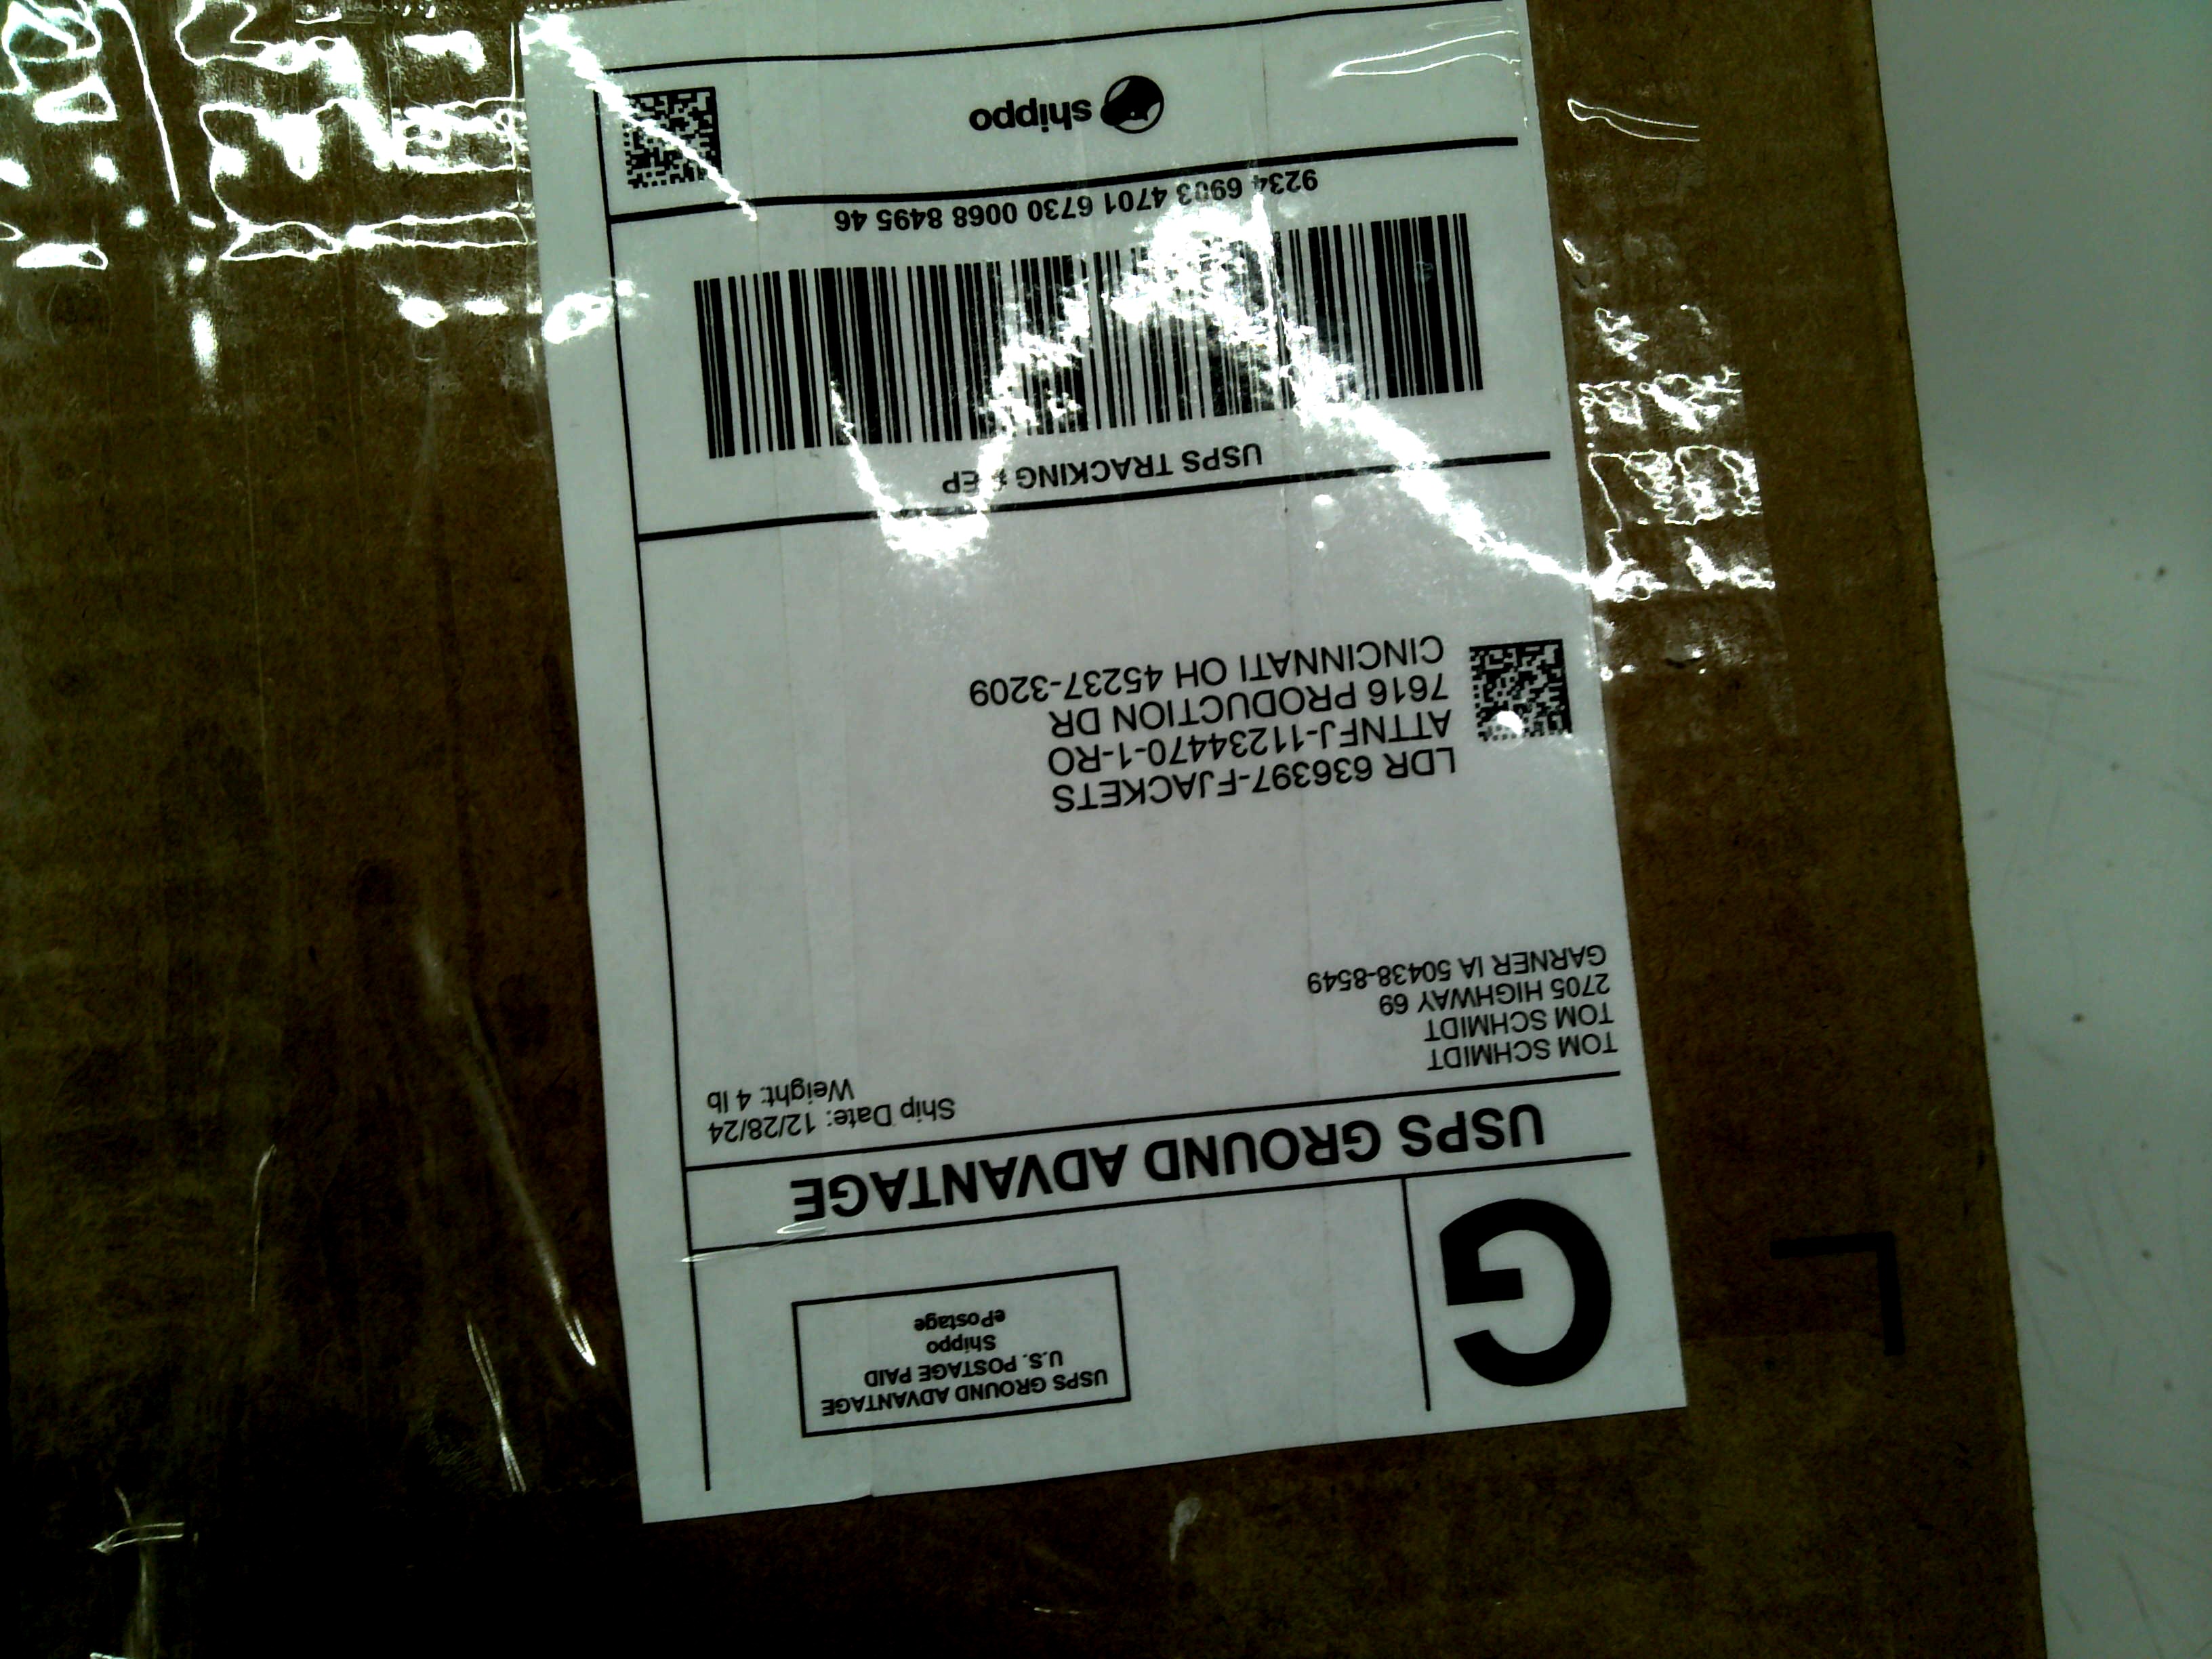 G
USPS GROUND ADVANTAGE
U.S. POSTAGE PAID
Shippo
ePostage
USPS GROUND ADVANTAGE
TOM SCHMIDT
TOM SCHMIDT
2705 HIGHWAY 69
GARNER IA 50438-8549
Ship Date: 12/28/24
Weight: 4 lb
LDR 636397-FJACKETS
ATTNFJ-11234470-1-RO
7616 PRODUCTION DR
CINCINNATI OH 45237-3209
USPS TRACKING # EP
9234 6903 4701 6730 0068 8495 46
shippo